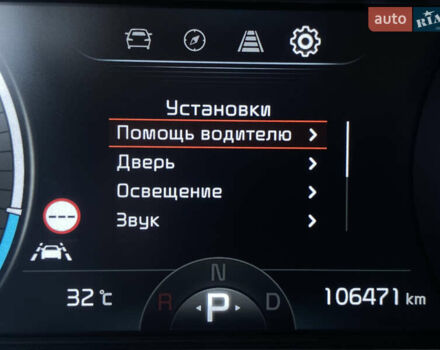 auto RIA
Установки
Помощь водителю
Дверь
Освещение
Звук
---
N
32°C R P D 106471 km